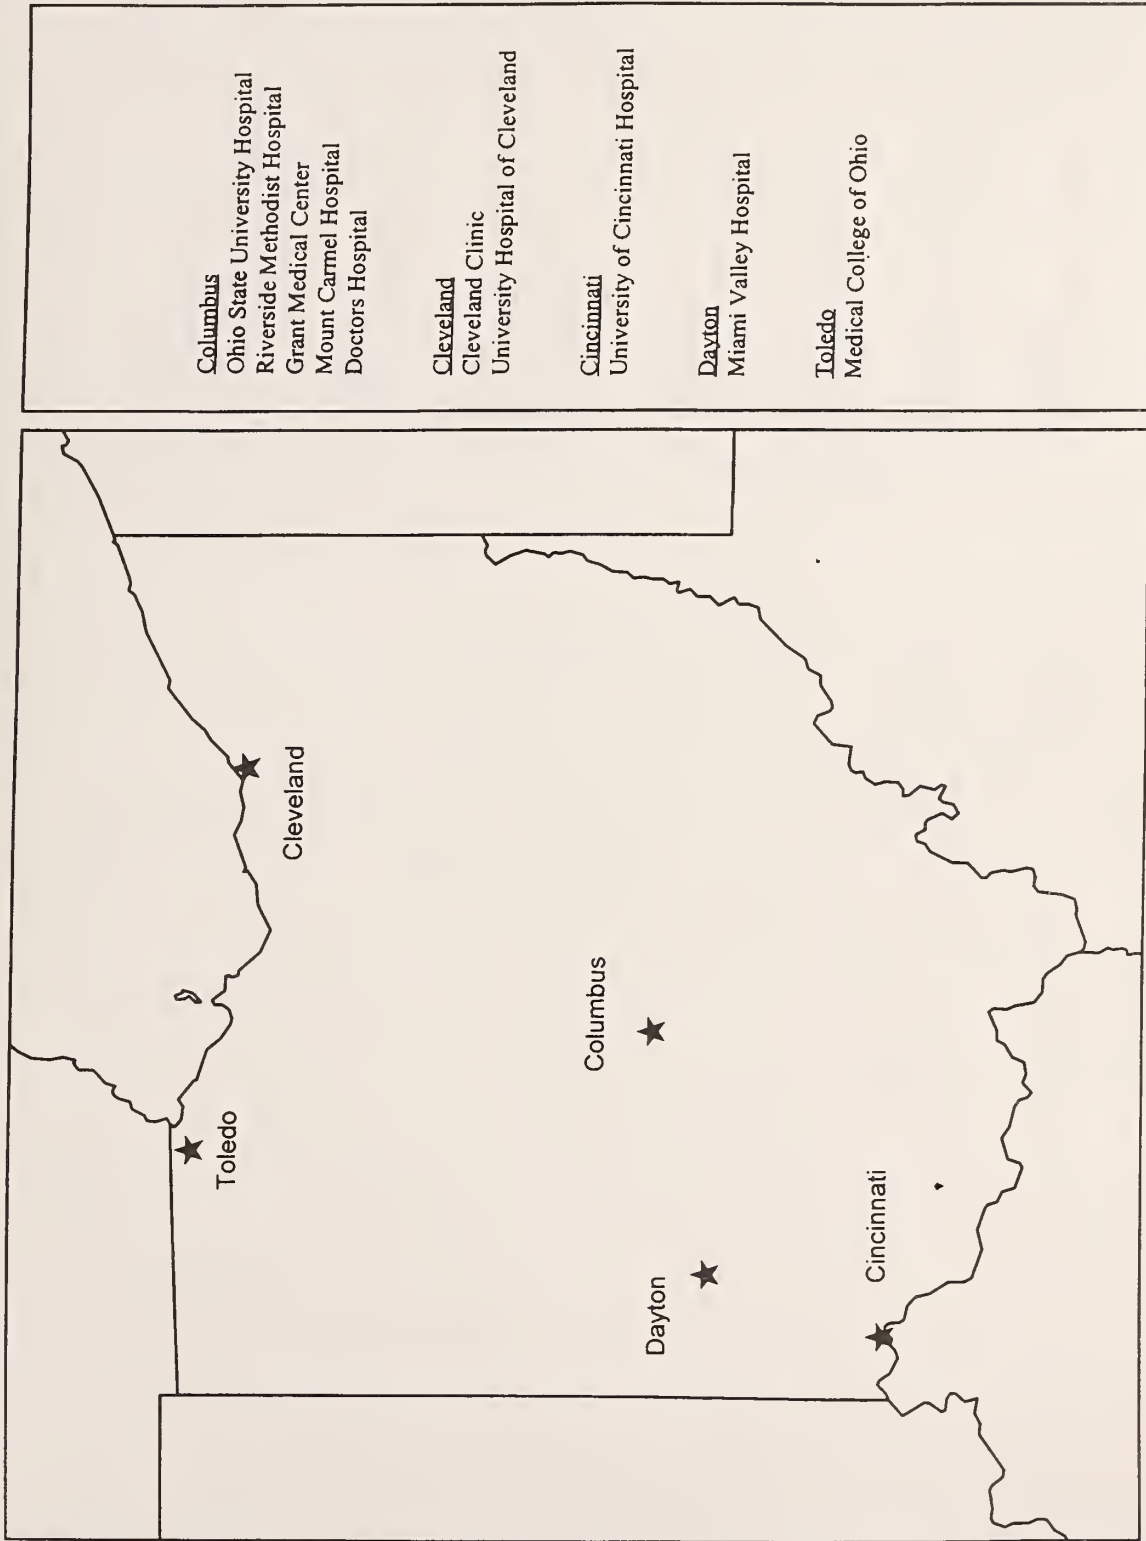 Toledo
Cleveland
Columbus
Dayton
Cincinnati
Columbus
Ohio State University Hospital
Riverside Methodist Hospital
Grant Medical Center
Mount Carmel Hospital
Doctors Hospital
Cleveland
Cleveland Clinic
University Hospital of Cleveland
Cincinnati
University of Cincinnati Hospital
Dayton
Miami Valley Hospital
Toledo
Medical College of Ohio